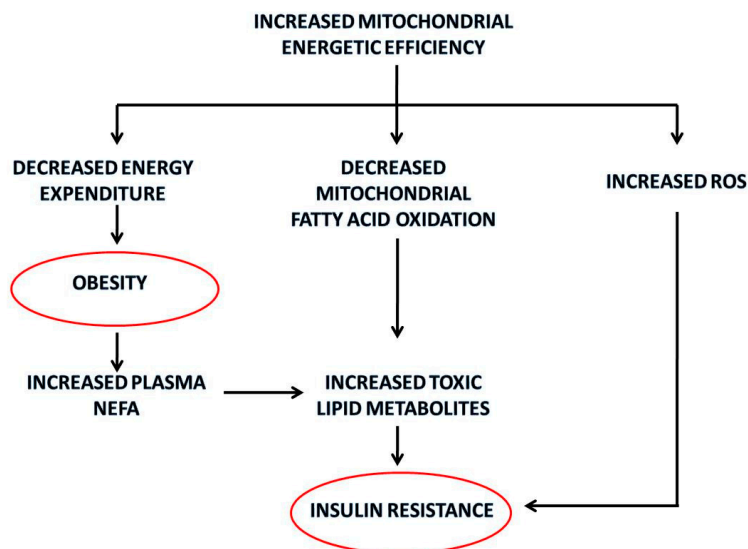 INCREASED MITOCHONDRIAL
ENERGETIC EFFICIENCY
DECREASED ENERGY
EXPENDITURE
DECREASED
MITOCHONDRIAL
FATTY ACID OXIDATION
INCREASED ROS
OBESITY
INCREASED PLASMA
NEFA
INCREASED TOXIC
LIPID METABOLITES
INSULIN RESISTANCE